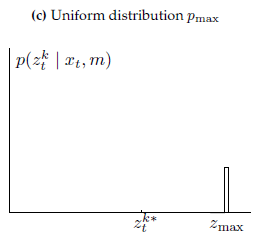 (c) Uniform distribution p_max
p(z_t^k | x_t, m)
z_t^{k*} z_max